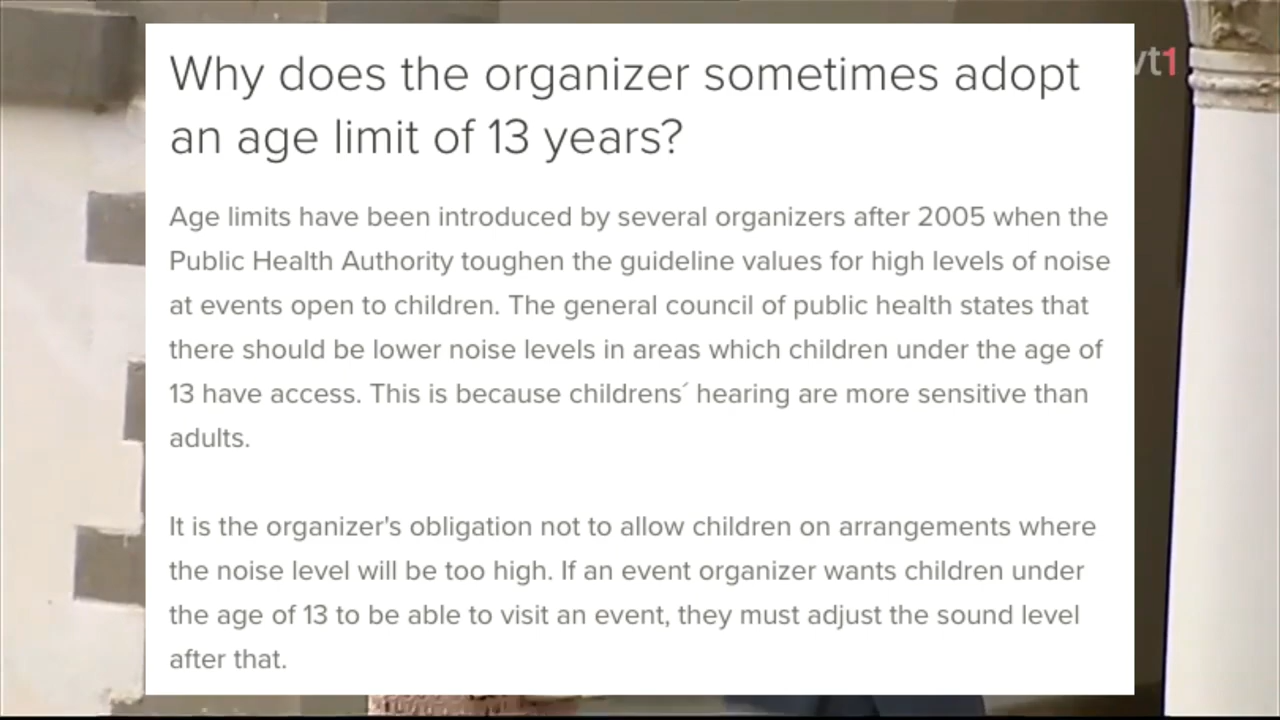 Why does the organizer sometimes adopt
an age limit of 13 years?
Age limits have been introduced by several organizers after 2005 when the
Public Health Authority toughen the guideline values for high levels of noise
at events open to children. The general council of public health states that
there should be lower noise levels in areas which children under the age of
13 have access. This is because childrens´ hearing are more sensitive than
adults.
It is the organizer's obligation not to allow children on arrangements where
the noise level will be too high. If an event organizer wants children under
the age of 13 to be able to visit an event, they must adjust the sound level
after that.